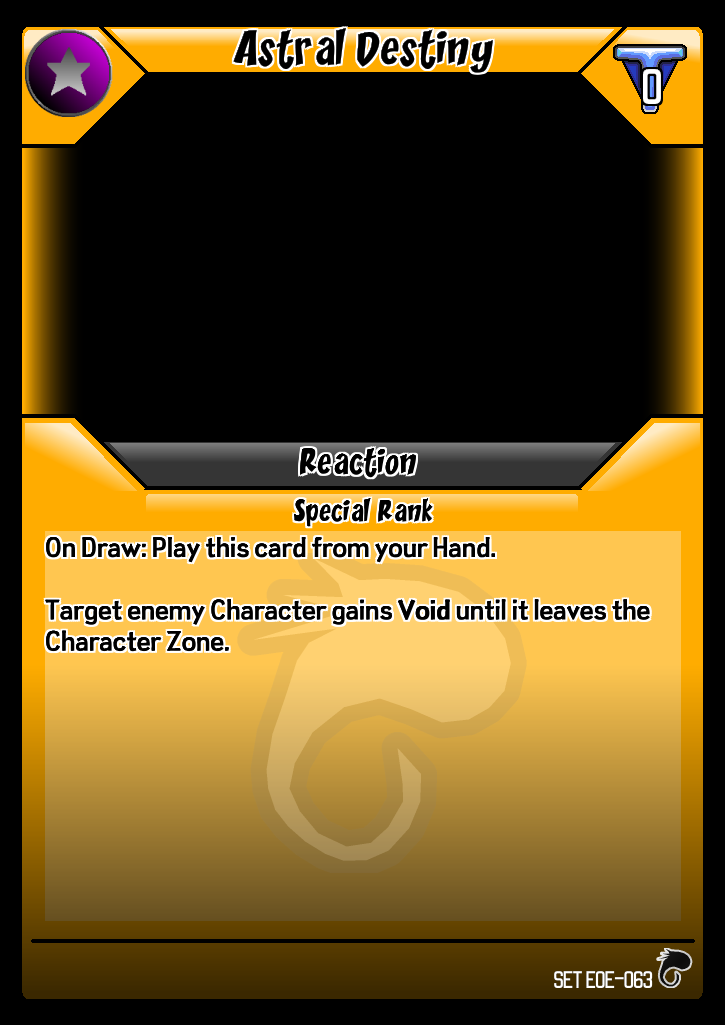 Astral Destiny
0
Reaction
Special Rank
On Draw: Play this card from your Hand.
Target enemy Character gains Void until it leaves the
Character Zone.
SET EOE-063